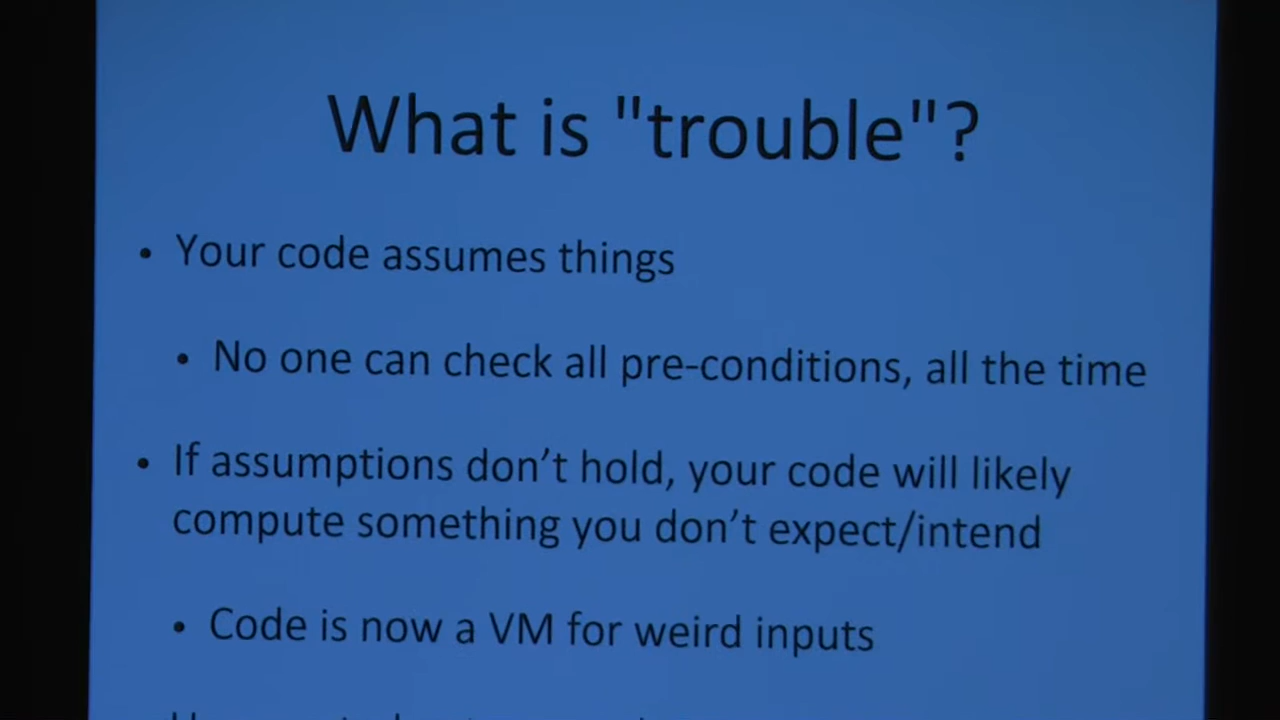 What is "trouble"?
• Your code assumes things
• No one can check all pre-conditions, all the time
• If assumptions don’t hold, your code will likely
compute something you don’t expect/intend
• Code is now a VM for weird inputs